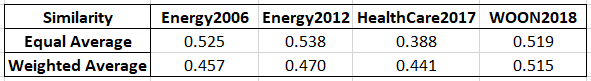 Similarity Energy2006 Energy2012 HealthCare2017 WOON2018
Equal Average 0.525 0.538 0.388 0.519
Weighted Average 0.457 0.470 0.441 0.515